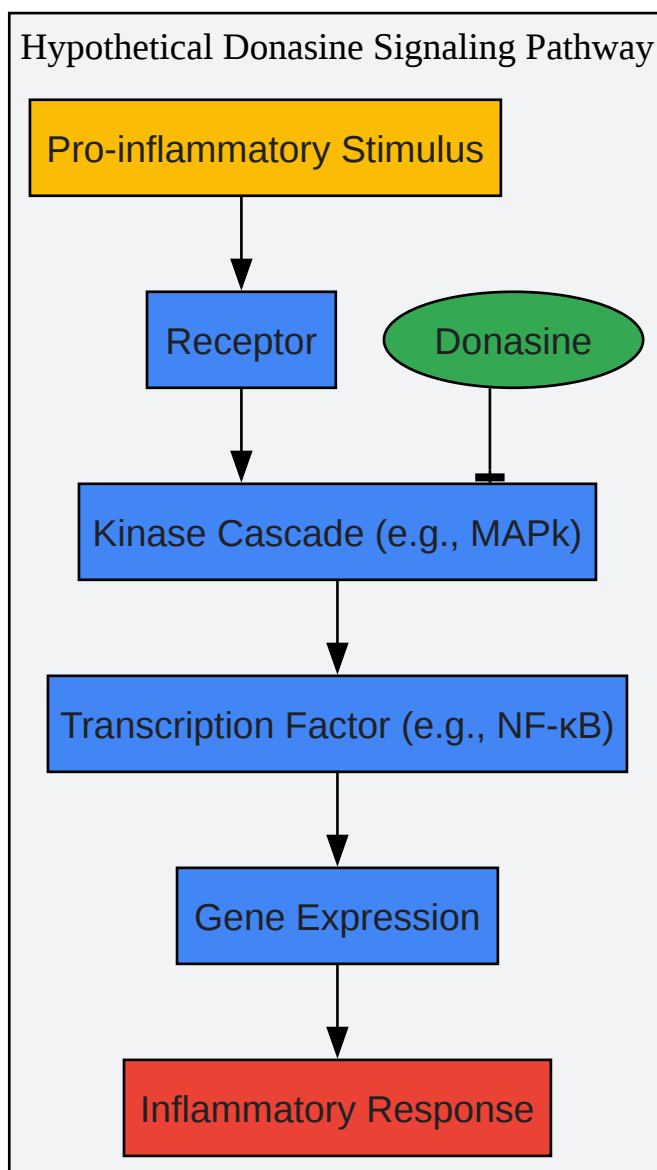 Hypothetical Donasine Signaling Pathway
Pro-inflammatory Stimulus
Receptor
Donasine
Kinase Cascade (e.g., MAPk)
Transcription Factor (e.g., NF-κB)
Gene Expression
Inflammatory Response